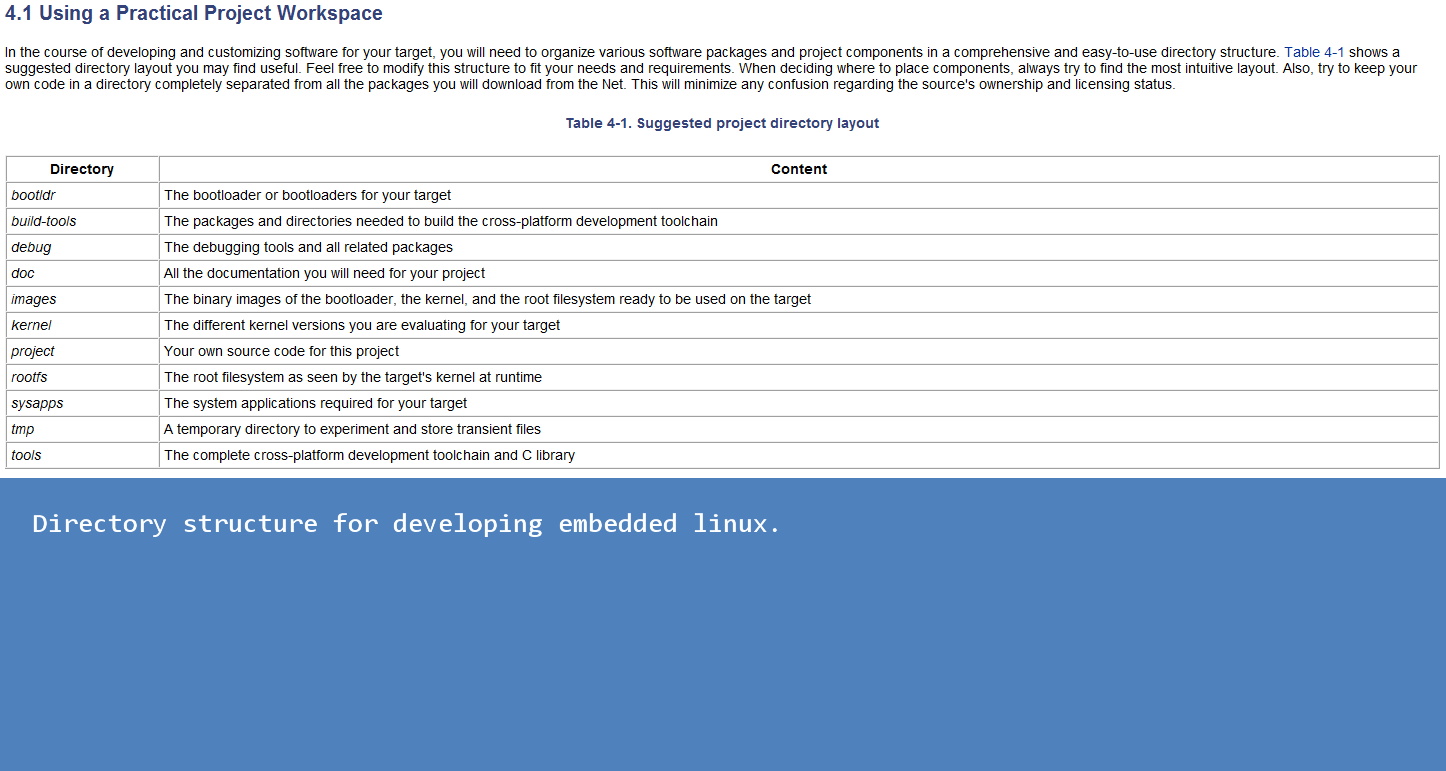 4.1 Using a Practical Project Workspace
In the course of developing and customizing software for your target, you will need to organize various software packages and project components in a comprehensive and easy-to-use directory structure. Table 4-1 shows a
suggested directory layout you may find useful. Feel free to modify this structure to fit your needs and requirements. When deciding where to place components, always try to find the most intuitive layout. Also, try to keep your
own code in a directory completely separated from all the packages you will download from the Net. This will minimize any confusion regarding the source's ownership and licensing status.
Table 4-1. Suggested project directory layout
Directory Content
bootldr The bootloader or bootloaders for your target
build-tools The packages and directories needed to build the cross-platform development toolchain
debug The debugging tools and all related packages
doc All the documentation you will need for your project
images The binary images of the bootloader, the kernel, and the root filesystem ready to be used on the target
kernel The different kernel versions you are evaluating for your target
project Your own source code for this project
rootfs The root filesystem as seen by the target's kernel at runtime
sysapps The system applications required for your target
tmp A temporary directory to experiment and store transient files
tools The complete cross-platform development toolchain and C library
Directory structure for developing embedded linux.